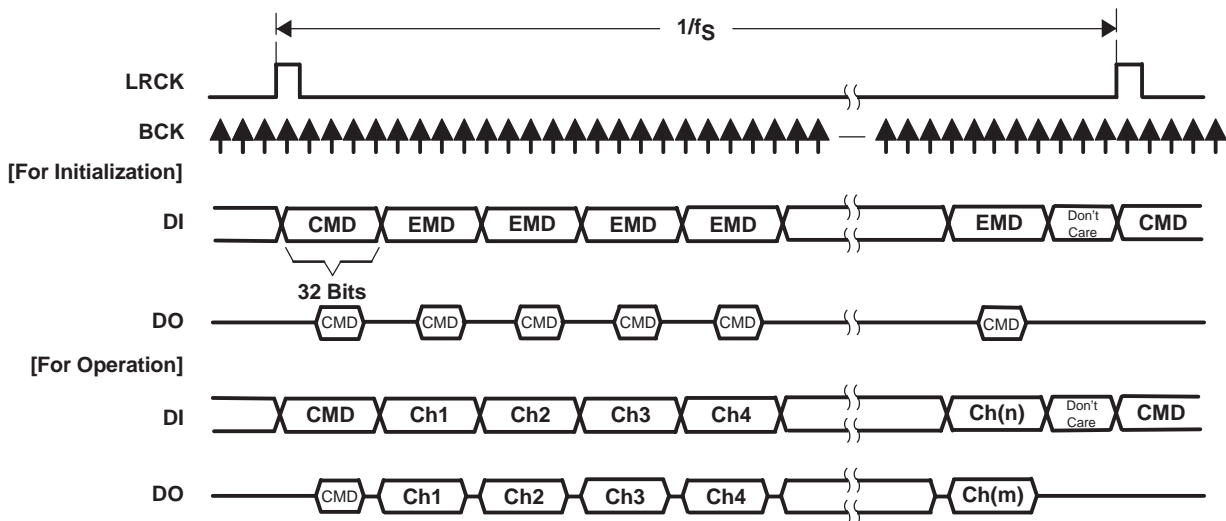 1/fS
LRCK
BCK
[For Initialization]
DI CMD EMD EMD EMD EMD EMD Don't Care CMD
32 Bits
DO CMD CMD CMD CMD CMD CMD
[For Operation]
DI CMD Ch1 Ch2 Ch3 Ch4 Ch(n) Don't Care CMD
DO CMD Ch1 Ch2 Ch3 Ch4 Ch(m)